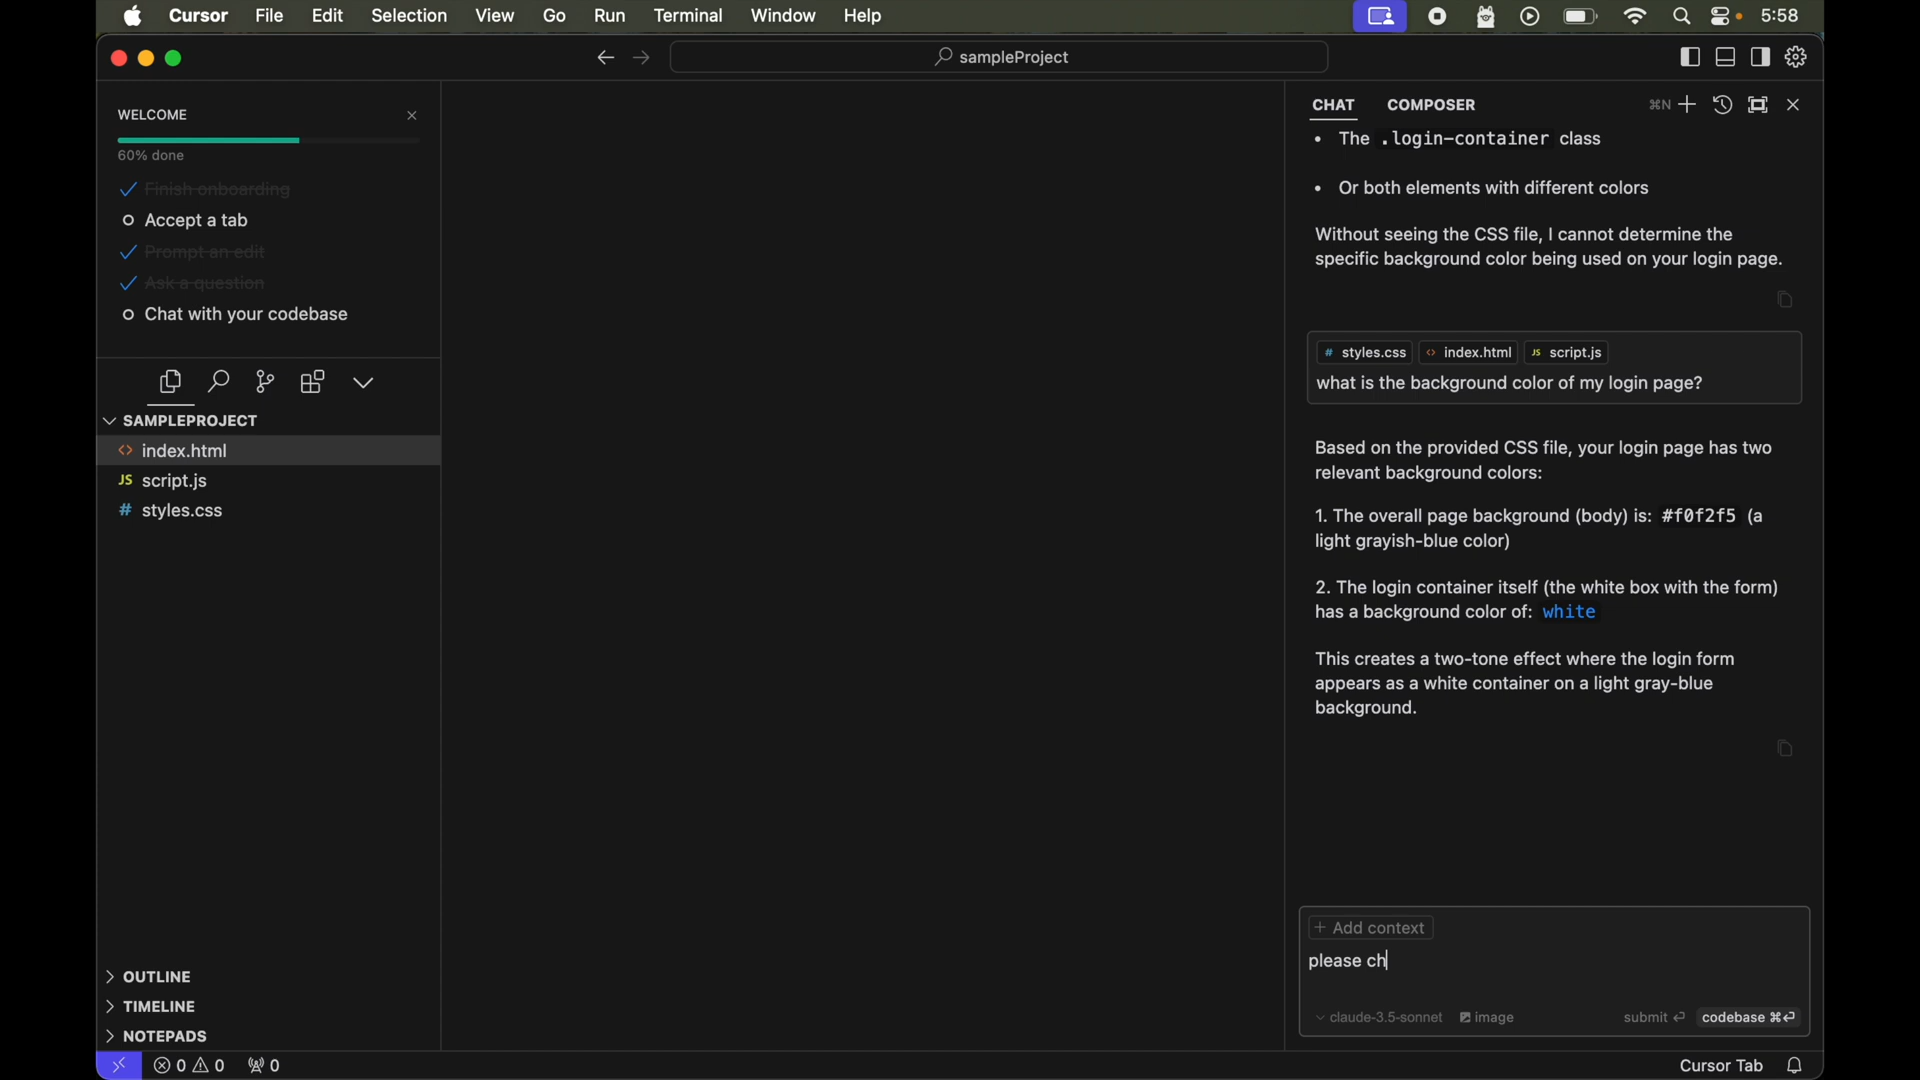 Cursor File Edit Selection View Go Run Terminal Window Help 5:58
sampleProject
WELCOME
60% done
Finish onboarding
Accept a tab
Prompt an edit
Ask a question
Chat with your codebase
SAMPLEPROJECT
<> index.html
JS script.js
# styles.css
OUTLINE
TIMELINE
NOTEPADS
CHAT COMPOSER ⌘N
• The .login-container class
• Or both elements with different colors
Without seeing the CSS file, I cannot determine the
specific background color being used on your login page.
# styles.css <> index.html JS script.js
what is the background color of my login page?
Based on the provided CSS file, your login page has two
relevant background colors:
1. The overall page background (body) is: #f0f2f5 (a
light grayish-blue color)
2. The login container itself (the white box with the form)
has a background color of: white
This creates a two-tone effect where the login form
appears as a white container on a light gray-blue
background.
+ Add context
please ch
claude-3.5-sonnet image submit ⏎ codebase ⌘⏎
0 0 0 Cursor Tab